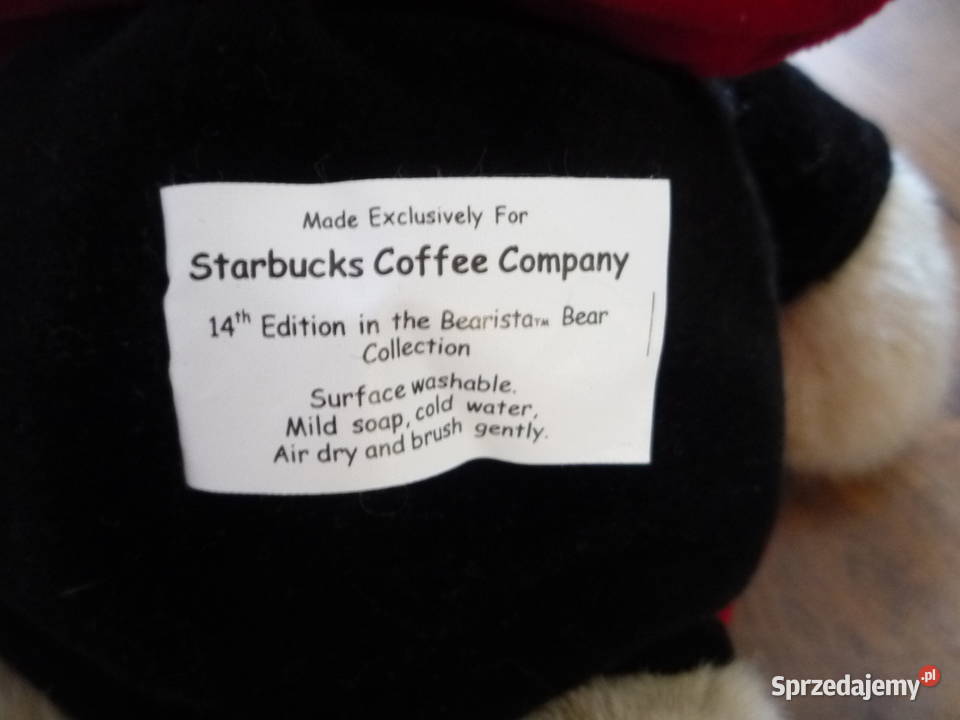 Made Exclusively For
Starbucks Coffee Company
14th Edition in the Bearista™ Bear
Collection
Surface washable.
Mild soap, cold water,
Air dry and brush gently.
Sprzedajemy.pl